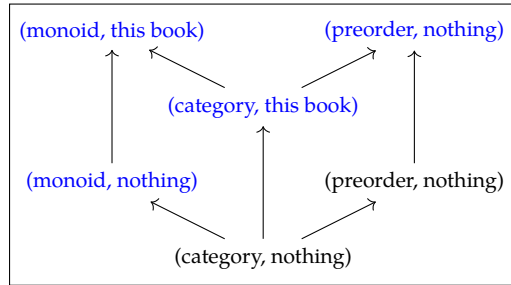 (monoid, this book) (preorder, nothing)
(category, this book)
(monoid, nothing) (preorder, nothing)
(category, nothing)